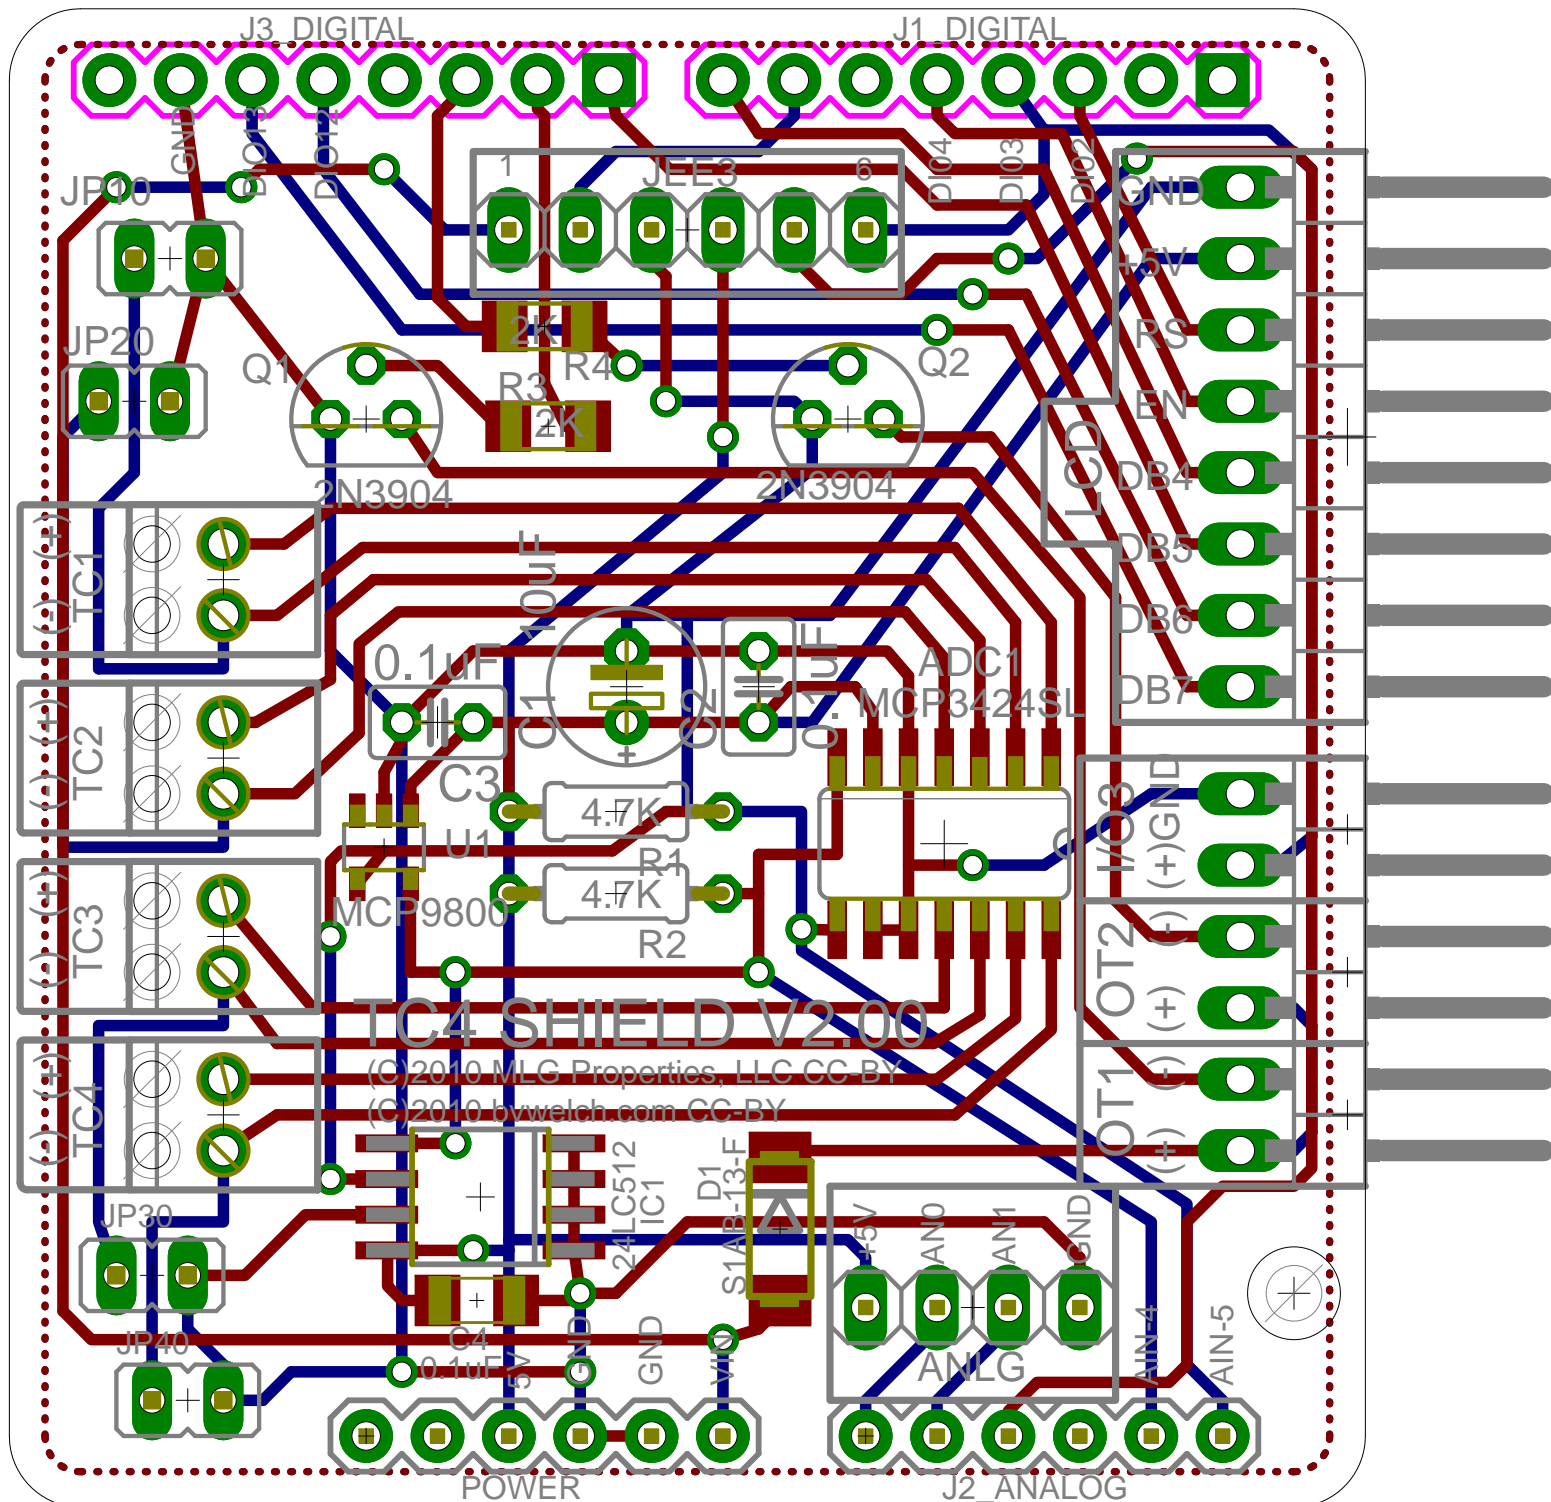 J3_DIGITAL
J1_DIGITAL
GND
DIO13
DIO12
DIO4
DIO3
DIO2
1
JEE3
6
JP10
JP20
GND
+5V
RS
EN
DB4
DB5
DB6
DB7
LCD
2K
R4
R3
2K
Q1
2N3904
Q2
2N3904
(+)
(-)
TC1
(+)
(-)
TC2
(+)
(-)
TC3
(+)
(-)
TC4
10uF
C1
+
0.1uF
C3
C2
0.1uF
ADC1
MCP3424SL
4.7K
R1
4.7K
R2
U1
MCP9800
I/O3
GND
(+)
OT2
(-)
(+)
OT1
(-)
(+)
TC4 SHIELD V2.00
(C)2010 MLG Properties, LLC CC-BY
(C)2010 bvwelch.com CC-BY
24LC512
IC1
D1
S1AB-13-F
JP30
JP40
C4
0.1uF
5V
GND
GND
VIN
POWER
+5V
AN0
AN1
GND
ANLG
AIN-4
AIN-5
J2_ANALOG